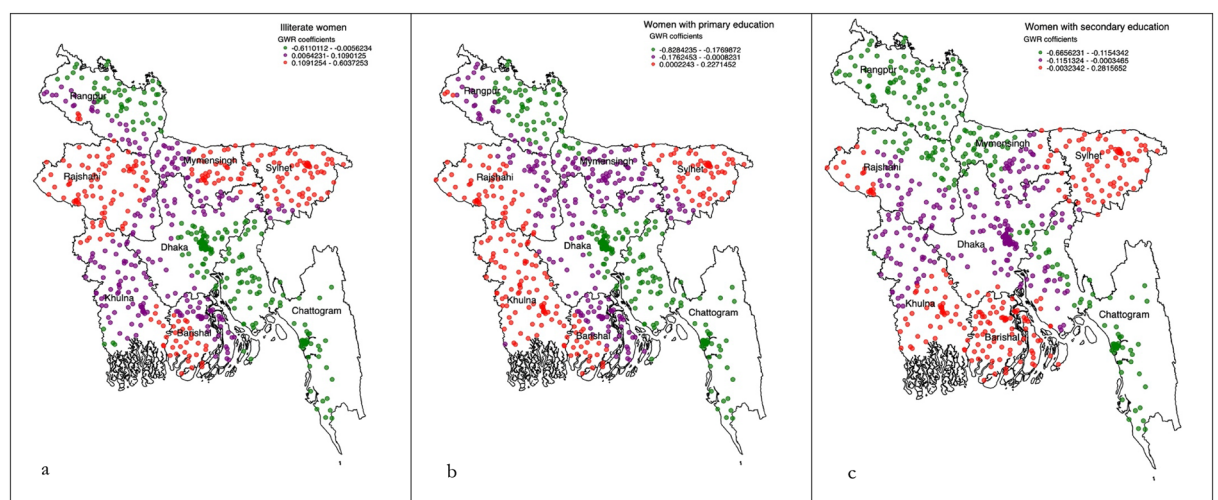 Illiterate women
GWR coefficients
-0.6110112 - -0.0056234
0.0064231- 0.1090125
0.1091254 - 0.6037253
Rangpur
Rajshahi
Mymensingh
Sylhet
Dhaka
Khulna
Barishal
Chattogram
a
Women with primary education
GWR cofficients
-0.8284235 - -0.1769872
-0.1762453 - -0.0008231
0.0002243 - 0.2271452
Rangpur
Rajshahi
Mymensingh
Sylhet
Dhaka
Khulna
Barishal
Chattogram
b
Women with secondary education
GWR cofficients
-0.6656231 - -0.1154342
-0.1151324 - -0.0003465
-0.0032342 - 0.2815652
Rangpur
Mymensingh
Rajshahi
Sylhet
Dhaka
Khulna
Barishal
Chattogram
c